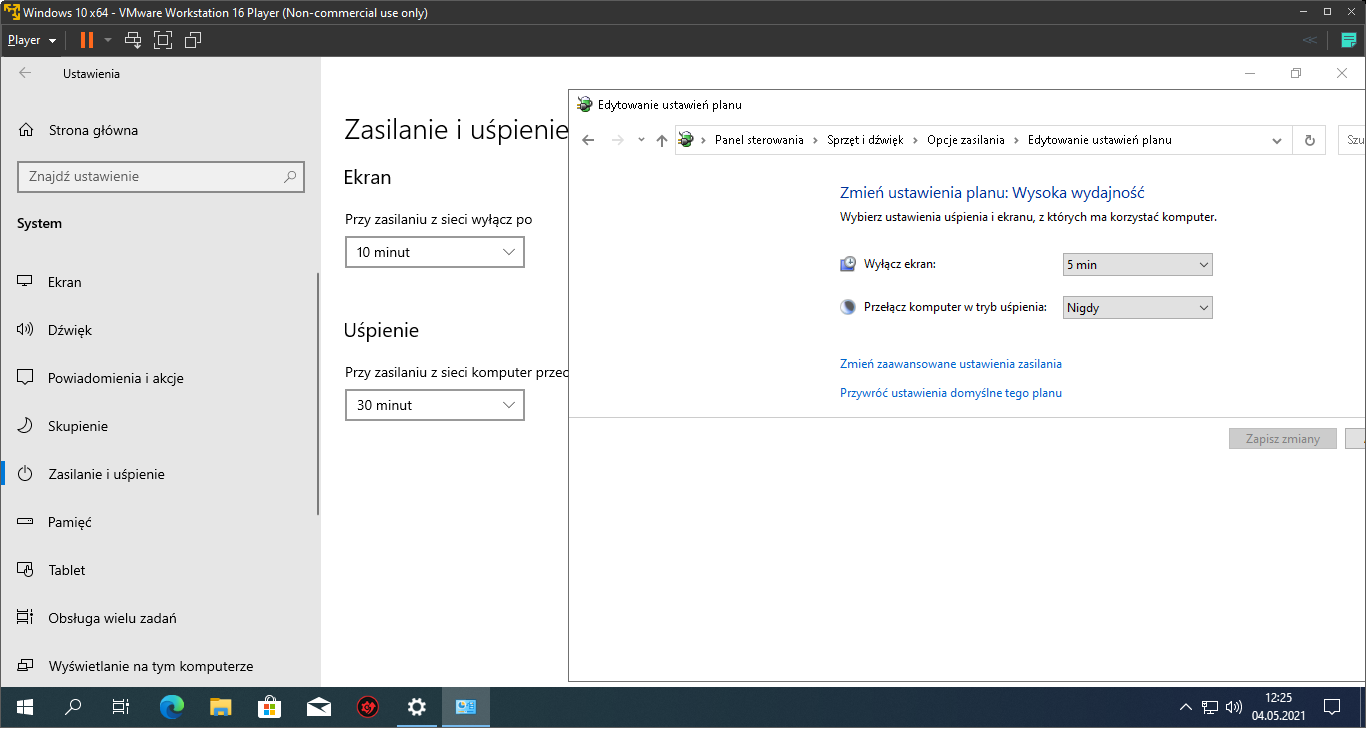 Windows 10 x64 - VMware Workstation 16 Player (Non-commercial use only)
Player
Ustawienia
Strona główna
Znajdź ustawienie
System
Ekran
Dźwięk
Powiadomienia i akcje
Skupienie
Zasilanie i uśpienie
Pamięć
Tablet
Obsługa wielu zadań
Wyświetlanie na tym komputerze
Zasilanie i uśpienie
Ekran
Przy zasilaniu z sieci wyłącz po
10 minut
Uśpienie
Przy zasilaniu z sieci komputer przec
30 minut
Edytowanie ustawień planu
Panel sterowania > Sprzęt i dźwięk > Opcje zasilania > Edytowanie ustawień planu
Szu
Zmień ustawienia planu: Wysoka wydajność
Wybierz ustawienia uśpienia i ekranu, z których ma korzystać komputer.
Wyłącz ekran: 5 min
Przełącz komputer w tryb uśpienia: Nigdy
Zmień zaawansowane ustawienia zasilania
Przywróć ustawienia domyślne tego planu
Zapisz zmiany
12:25
04.05.2021